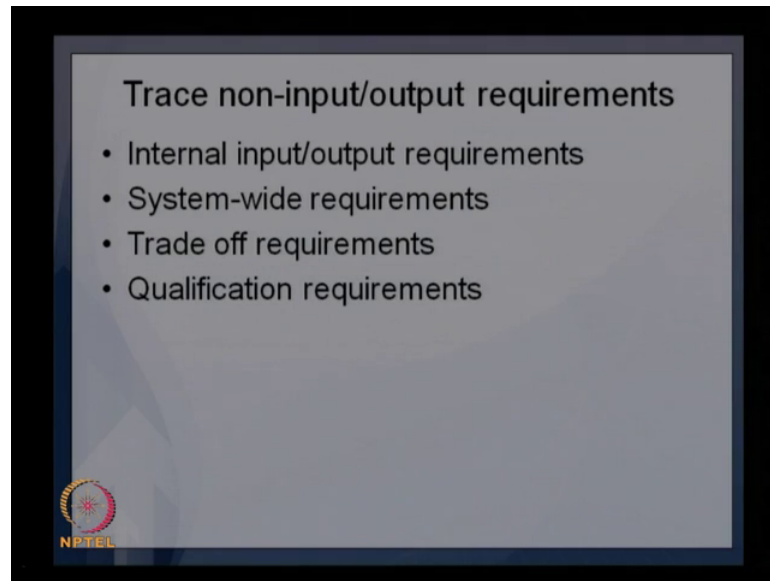 Trace non-input/output requirements
• Internal input/output requirements
• System-wide requirements
• Trade off requirements
• Qualification requirements
NPTEL